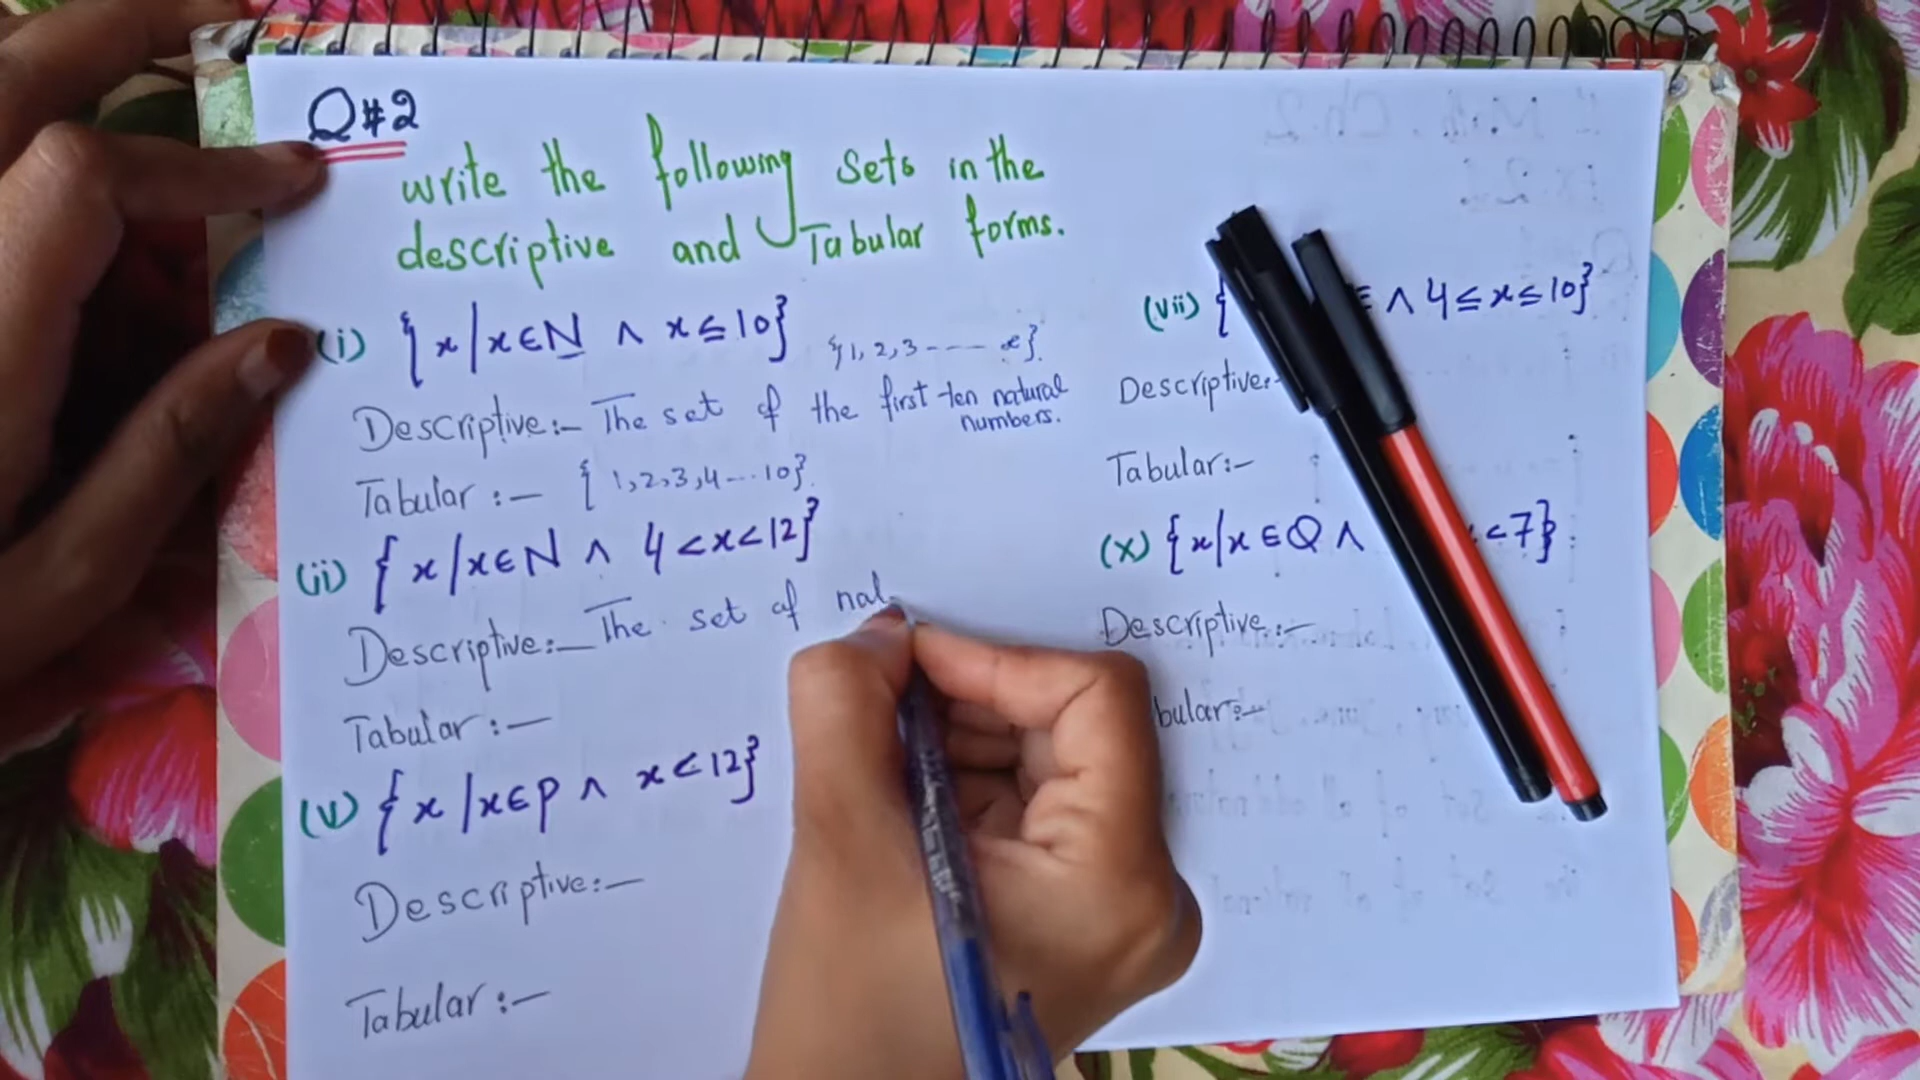 Q#2
write the following sets in the
descriptive and Tabular forms.
(i) {x/x∈N ∧ x≤10} {1,2,3---- ∞}.
Descriptive:- The set of the first ten natural
numbers.
Tabular :- { 1,2,3,4--..10}.
(ii) { x/x∈N ∧ 4<x<12}
Descriptive:- The set of nat
Tabular :-
(v) { x/x∈P ∧ x<12}
Descriptive:-
Tabular :-
(vii) { ∧ 4≤x≤10}
Descriptive:-
Tabular:-
(x) {x/x∈Q ∧ <7}
Descriptive:-
bular:-